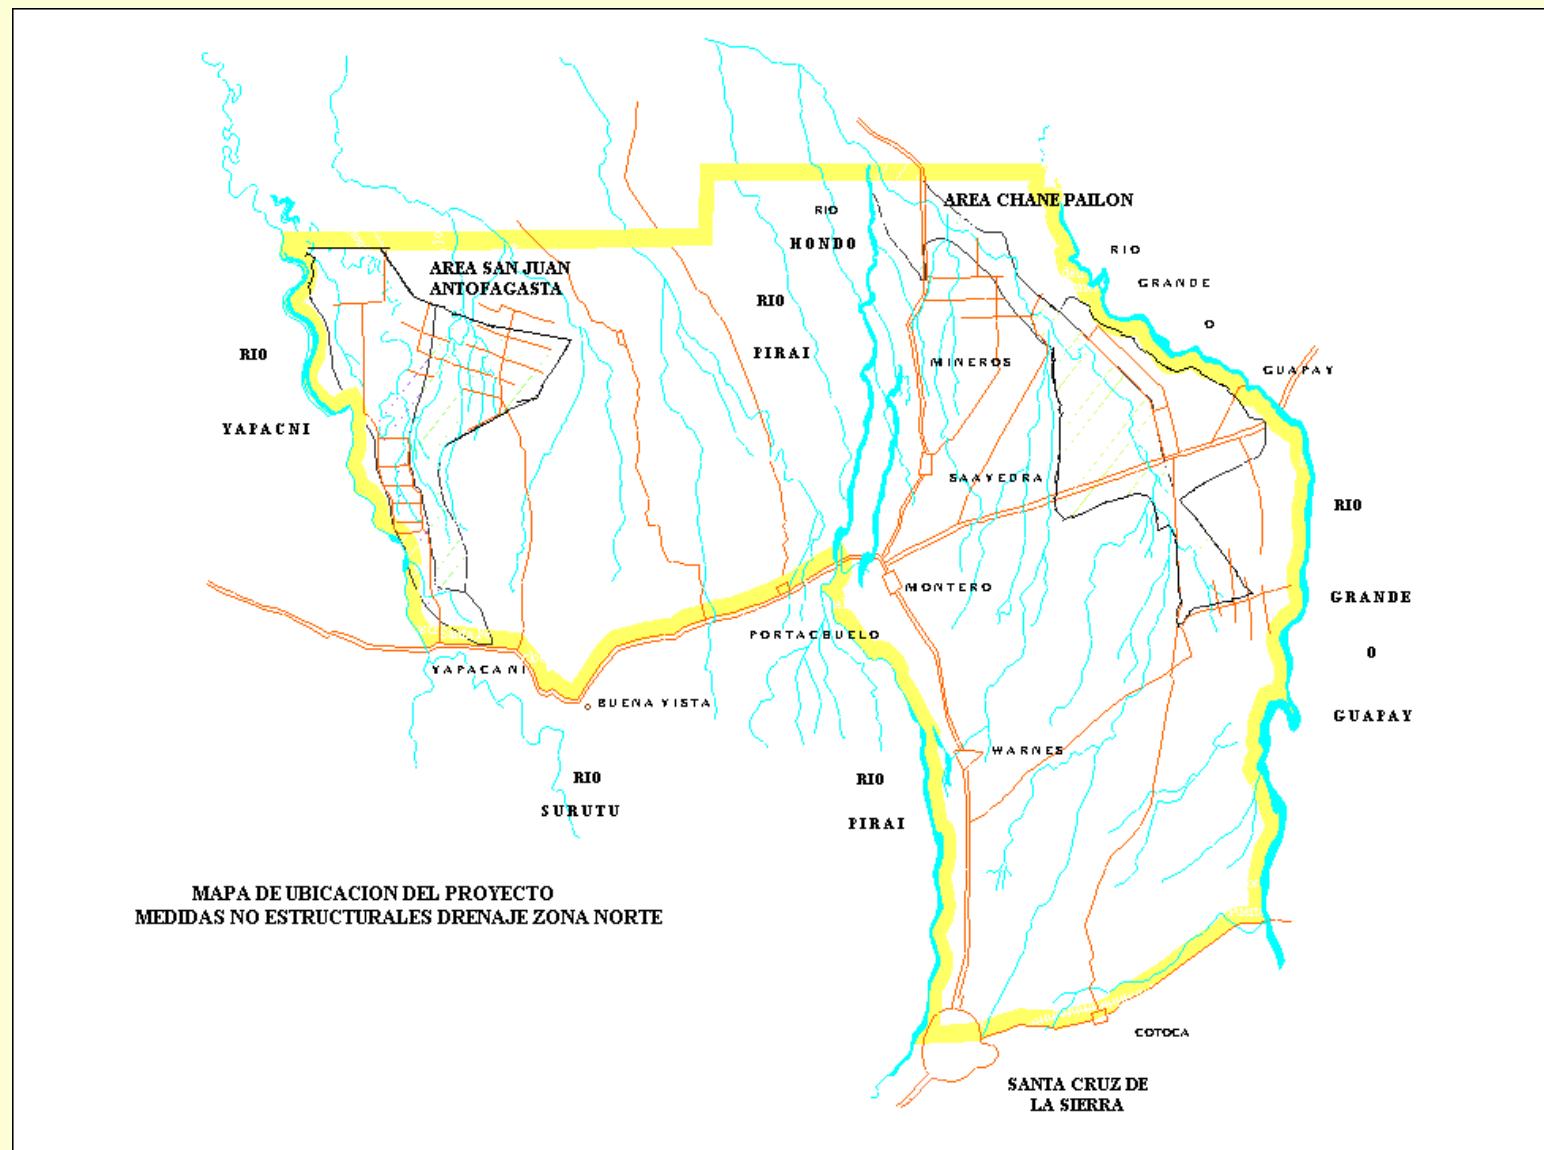 AREA CHANE PAILON
RIO
HONDO
RIO
GRANDE
O
GUAPAY
AREA SAN JUAN
ANTOFAGASTA
RIO
PIRAI
RIO
YAPACNI
MINEROS
SAAVEDRA
RIO
GRANDE
O
GUAPAY
MONTERO
PORTACBUELO
YAPACANI
BUENA VISTA
WARNES
RIO
SURUTU
RIO
PIRAI
MAPA DE UBICACION DEL PROYECTO
MEDIDAS NO ESTRUCTURALES DRENAJE ZONA NORTE
COTOCA
SANTA CRUZ DE
LA SIERRA